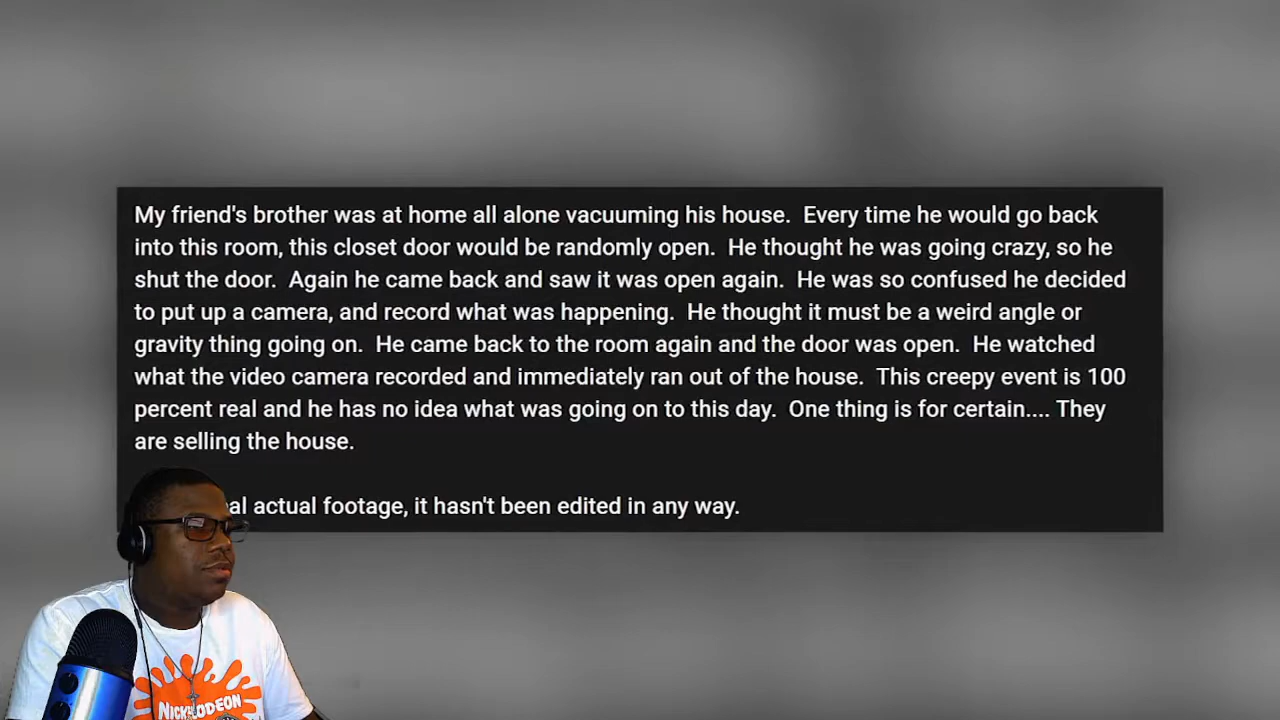 My friend's brother was at home all alone vacuuming his house.  Every time he would go back
into this room, this closet door would be randomly open.  He thought he was going crazy, so he
shut the door.  Again he came back and saw it was open again.  He was so confused he decided
to put up a camera, and record what was happening.  He thought it must be a weird angle or
gravity thing going on.  He came back to the room again and the door was open.  He watched
what the video camera recorded and immediately ran out of the house.  This creepy event is 100
percent real and he has no idea what was going on to this day.  One thing is for certain.... They
are selling the house.
actual footage, it hasn't been edited in any way.
NICKELODEON